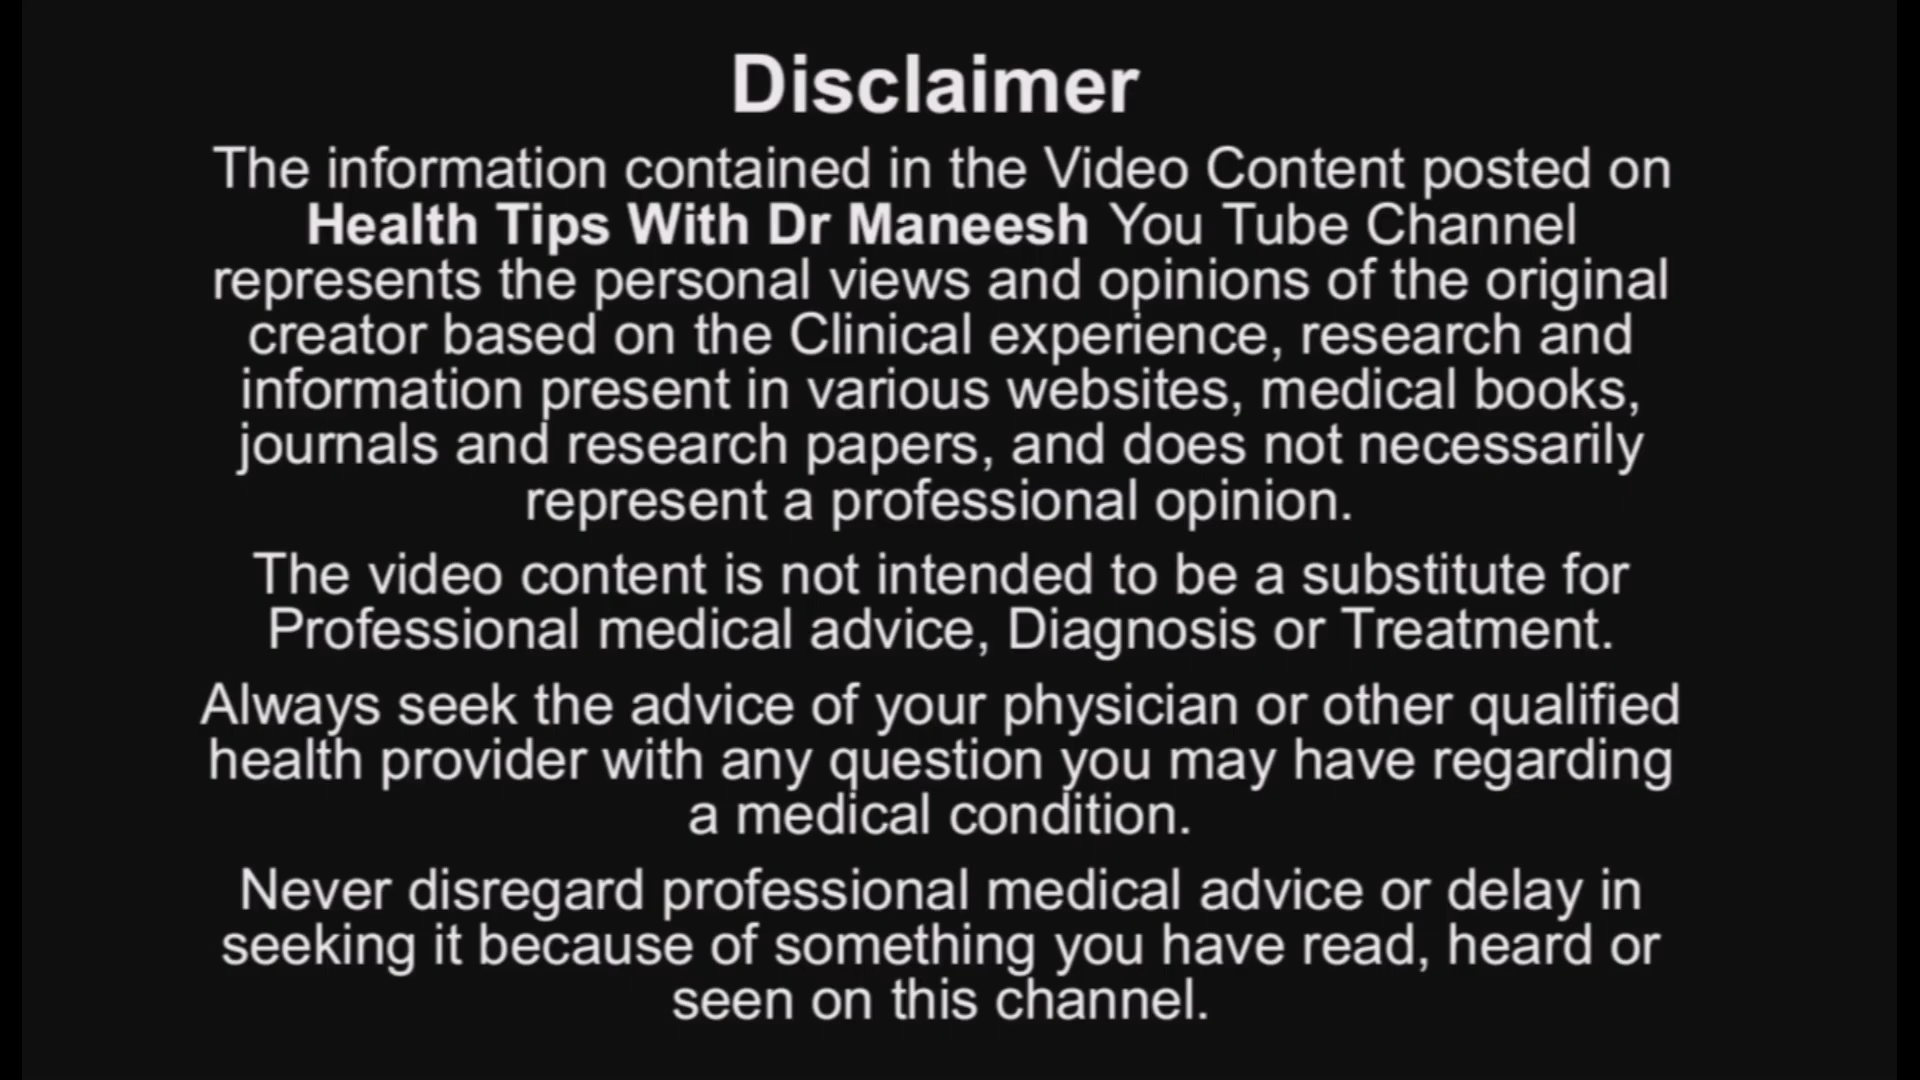 Disclaimer
The information contained in the Video Content posted on
Health Tips With Dr Maneesh You Tube Channel
represents the personal views and opinions of the original
creator based on the Clinical experience, research and
information present in various websites, medical books,
journals and research papers, and does not necessarily
represent a professional opinion.
The video content is not intended to be a substitute for
Professional medical advice, Diagnosis or Treatment.
Always seek the advice of your physician or other qualified
health provider with any question you may have regarding
a medical condition.
Never disregard professional medical advice or delay in
seeking it because of something you have read, heard or
seen on this channel.